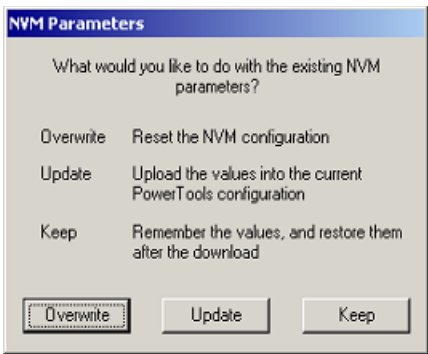 NVM Parameters
What would you like to do with the existing NVM
parameters?
Overwrite Reset the NVM configuration
Update Upload the values into the current
PowerTools configuration
Keep Remember the values, and restore them
after the download
Overwrite Update Keep